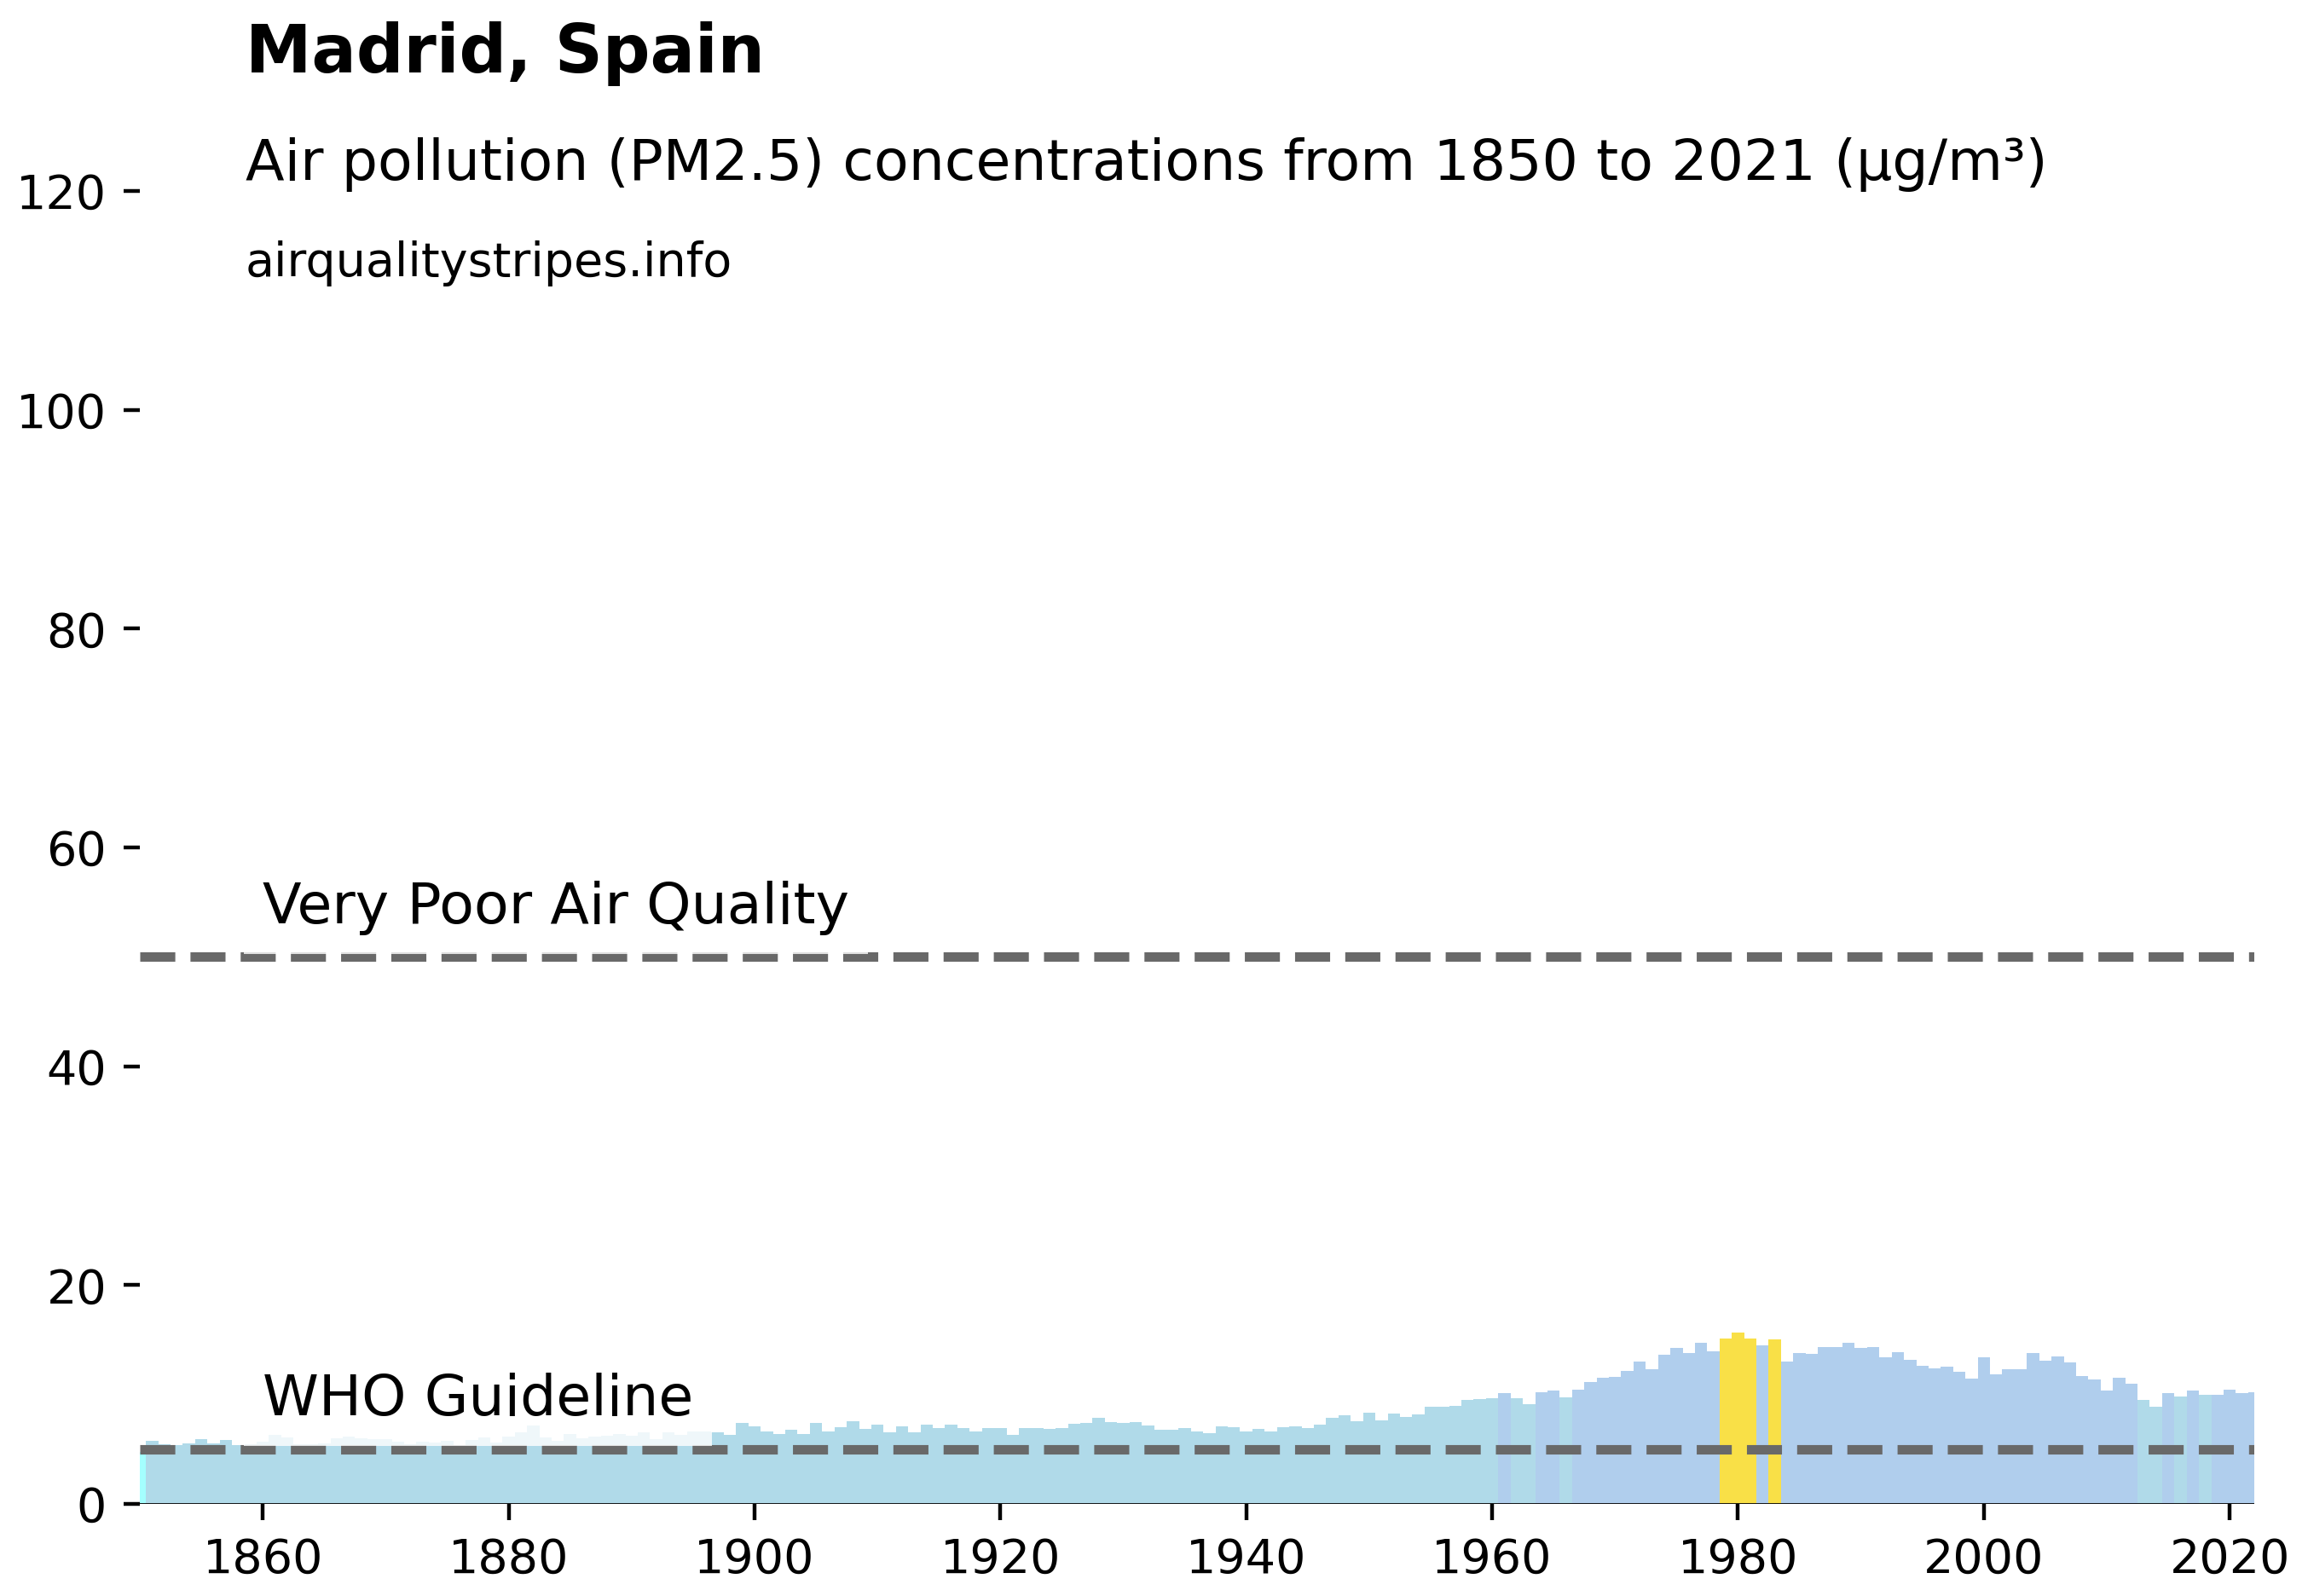 Madrid, Spain
Air pollution (PM2.5) concentrations from 1850 to 2021 (µg/m³)
airqualitystripes.info
120
100
80
60
Very Poor Air Quality
40
20
WHO Guideline
0
1860 1880 1900 1920 1940 1960 1980 2000 2020